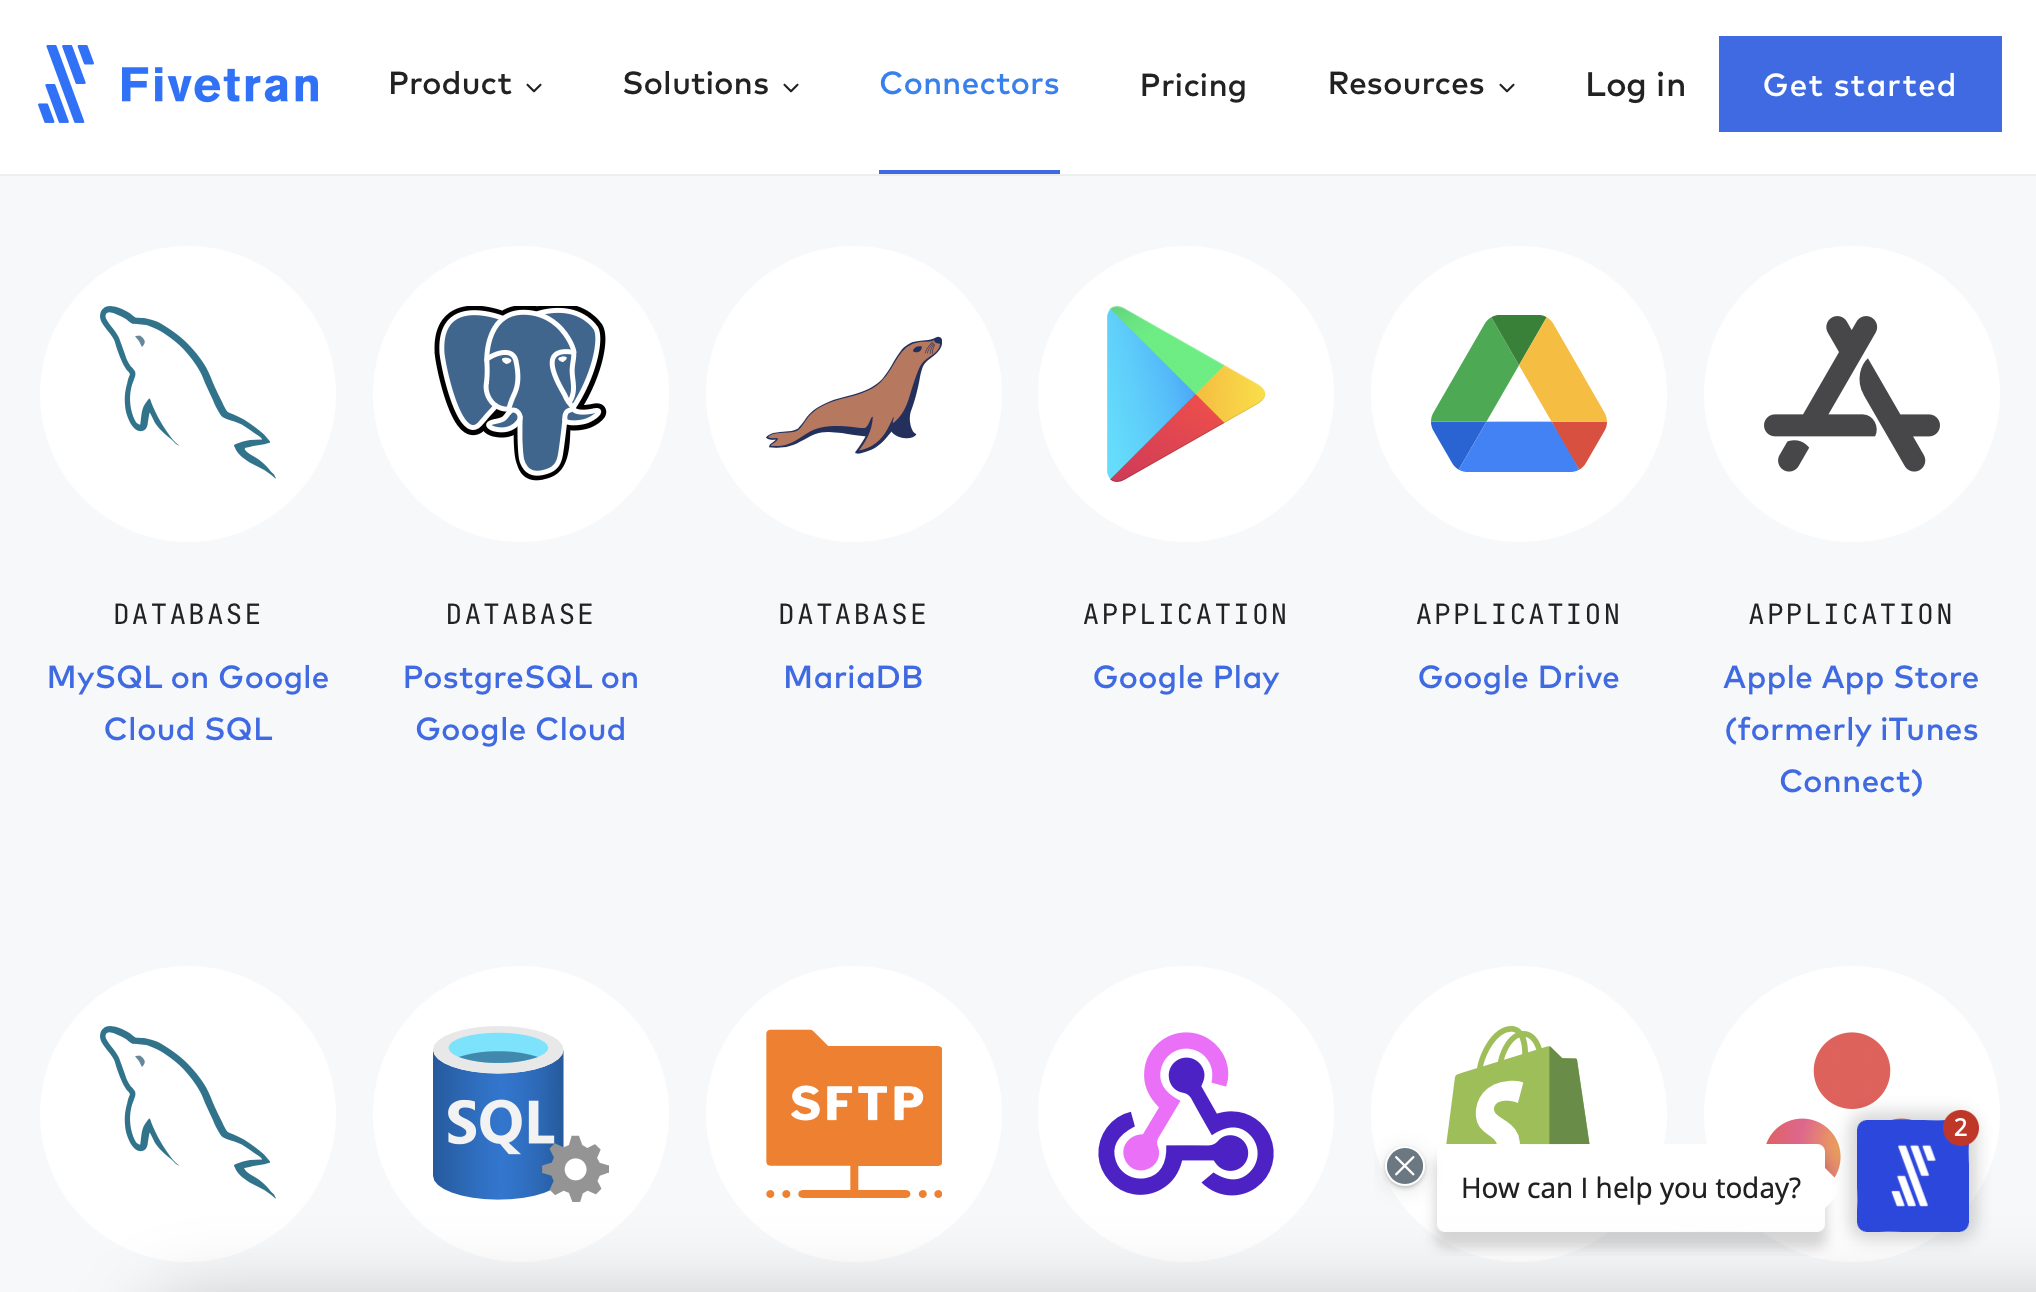 Fivetran Product Solutions Connectors Pricing Resources Log in Get started
DATABASE DATABASE DATABASE APPLICATION APPLICATION APPLICATION
MySQL on Google
Cloud SQL
PostgreSQL on
Google Cloud
MariaDB
Google Play
Google Drive
Apple App Store
(formerly iTunes
Connect)
SQL
SFTP
S
How can I help you today?
2